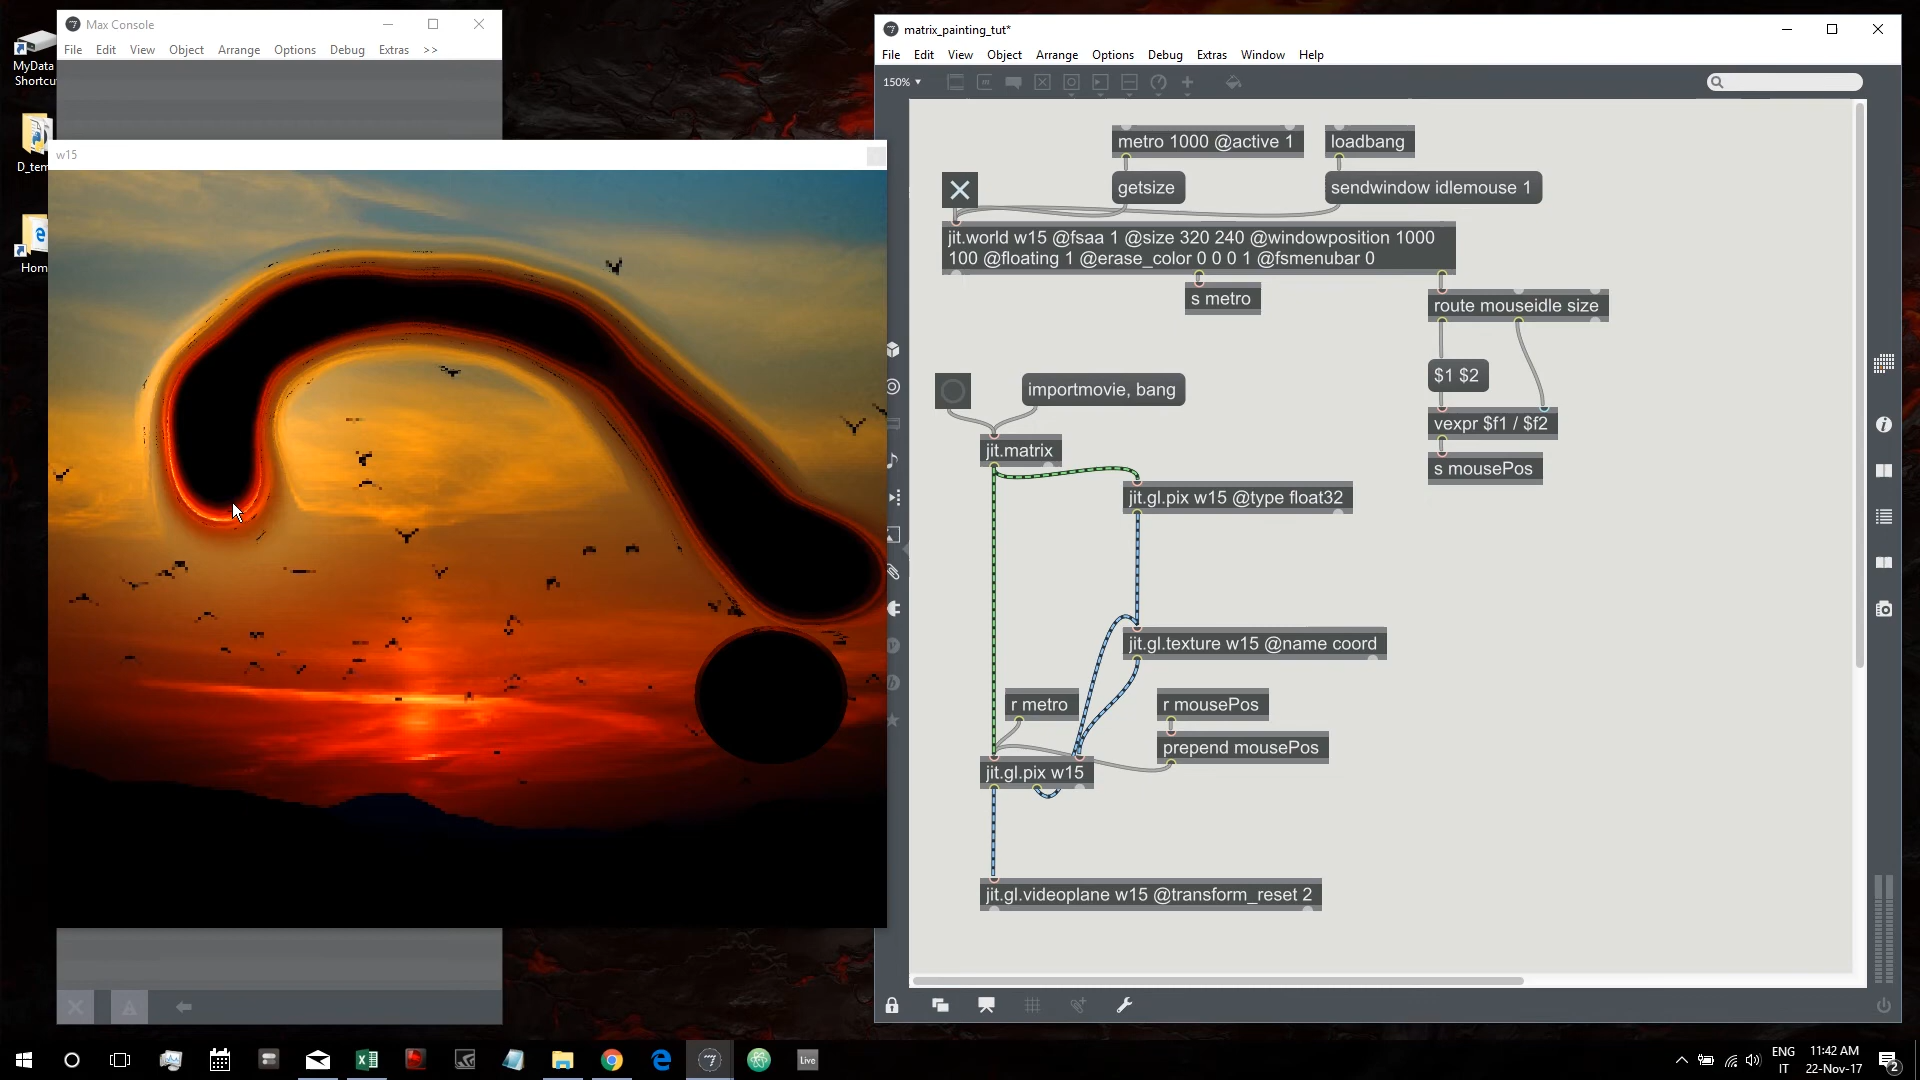 MyData
Shortcu
D_tem
Hom
Max Console
File Edit View Object Arrange Options Debug Extras >>
w15
matrix_painting_tut*
File Edit View Object Arrange Options Debug Extras Window Help
150%
metro 1000 @active 1
loadbang
getsize
sendwindow idlemouse 1
jit.world w15 @fsaa 1 @size 320 240 @windowposition 1000
100 @floating 1 @erase_color 0 0 0 1 @fsmenubar 0
s metro
route mouseidle size
$1 $2
vexpr $f1 / $f2
s mousePos
importmovie, bang
jit.matrix
jit.gl.pix w15 @type float32
jit.gl.texture w15 @name coord
r metro
r mousePos
prepend mousePos
jit.gl.pix w15
jit.gl.videoplane w15 @transform_reset 2
Live
ENG
IT
11:42 AM
22-Nov-17
2